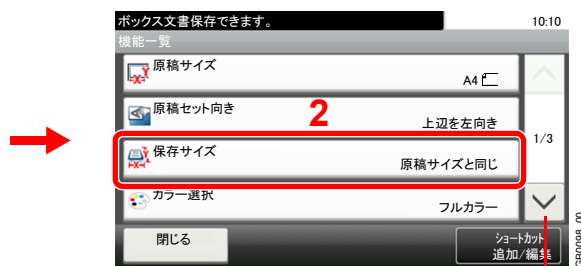 ボックス文書保存できます。
10:10
機能一覧
原稿サイズ
A4
原稿セット向き
上辺を左向き
2
保存サイズ
原稿サイズと同じ
1/3
カラー選択
フルカラー
閉じる
ショートカット
追加/編集